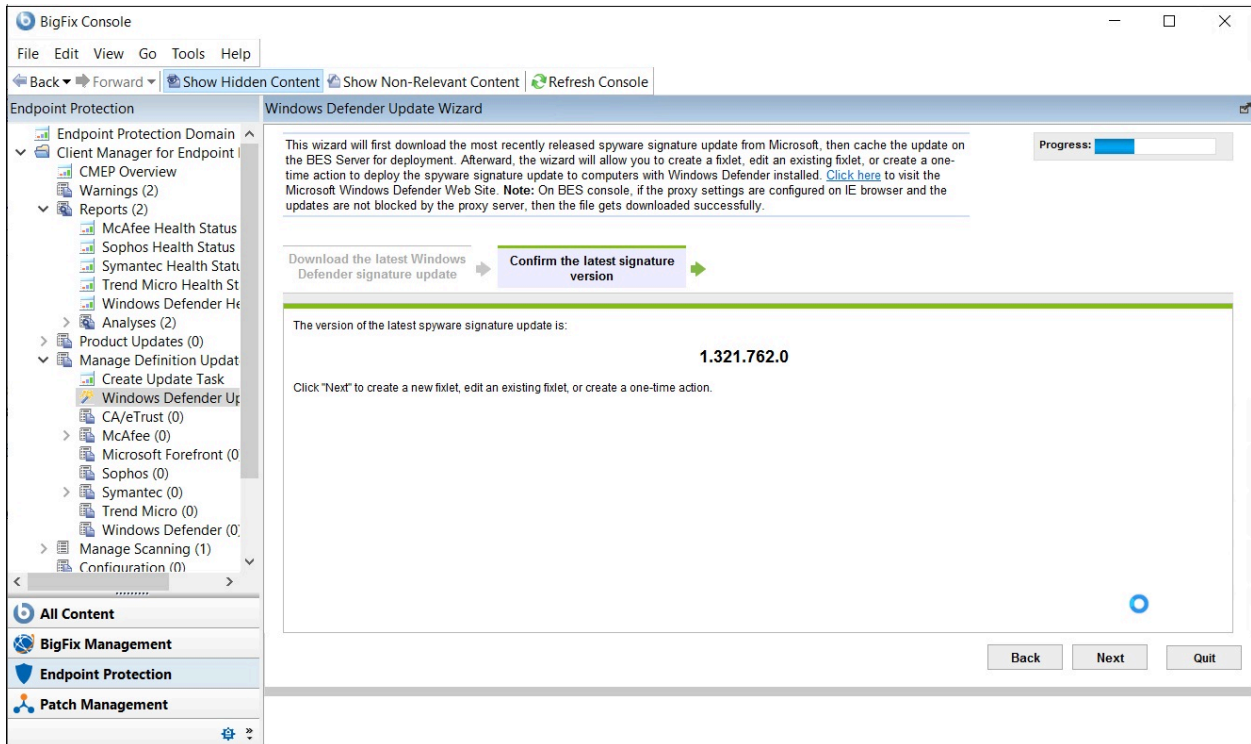 BigFix Console
File Edit View Go Tools Help
Back Forward Show Hidden Content Show Non-Relevant Content Refresh Console
Endpoint Protection
Endpoint Protection Domain
Client Manager for Endpoint
CMEP Overview
Warnings (2)
Reports (2)
McAfee Health Status
Sophos Health Status
Symantec Health Statu
Trend Micro Health St
Windows Defender He
Analyses (2)
Product Updates (0)
Manage Definition Updat
Create Update Task
Windows Defender Up
CA/eTrust (0)
McAfee (0)
Microsoft Forefront (0
Sophos (0)
Symantec (0)
Trend Micro (0)
Windows Defender (0)
Manage Scanning (1)
Configuration (0)
All Content
BigFix Management
Endpoint Protection
Patch Management
Windows Defender Update Wizard
This wizard will first download the most recently released spyware signature update from Microsoft, then cache the update on
the BES Server for deployment. Afterward, the wizard will allow you to create a fixlet, edit an existing fixlet, or create a one-
time action to deploy the spyware signature update to computers with Windows Defender installed. Click here to visit the
Microsoft Windows Defender Web Site. Note: On BES console, if the proxy settings are configured on IE browser and the
updates are not blocked by the proxy server, then the file gets downloaded successfully.
Progress:
Download the latest Windows
Defender signature update
Confirm the latest signature
version
The version of the latest spyware signature update is:
1.321.762.0
Click "Next" to create a new fixlet, edit an existing fixlet, or create a one-time action.
Back Next Quit